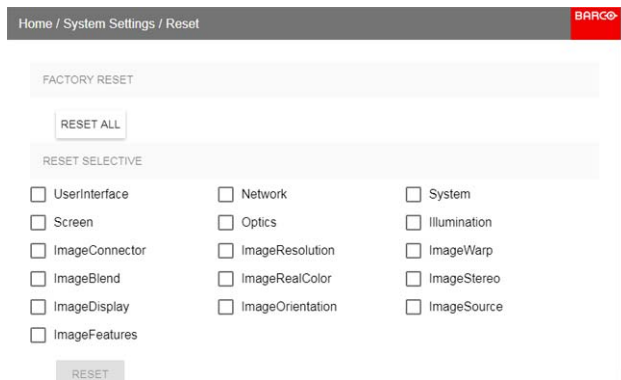 Home / System Settings / Reset
BARCO
FACTORY RESET
RESET ALL
RESET SELECTIVE
UserInterface Network System
Screen Optics Illumination
ImageConnector ImageResolution ImageWarp
ImageBlend ImageRealColor ImageStereo
ImageDisplay ImageOrientation ImageSource
ImageFeatures
RESET